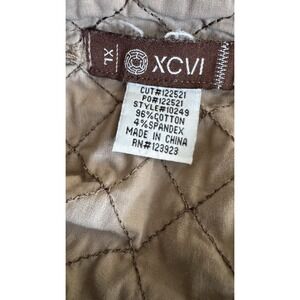 XL
XCVI
CUT#122521
PO#122521
STYLE#10249
96%COTTON
4%SPANDEX
MADE IN CHINA
RN#123923